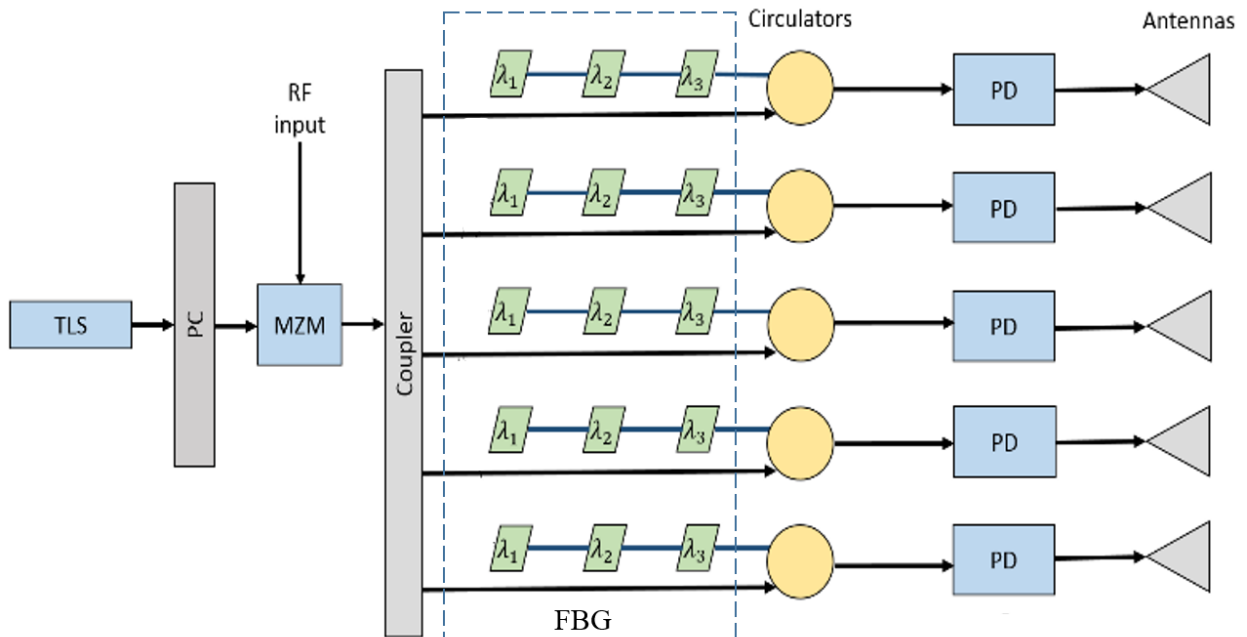 Circulators
Antennas
λ1 λ2 λ3
PD
RF
input
λ1 λ2 λ3
PD
PC
Coupler
TLS
MZM
λ1 λ2 λ3
PD
λ1 λ2 λ3
PD
λ1 λ2 λ3
PD
FBG